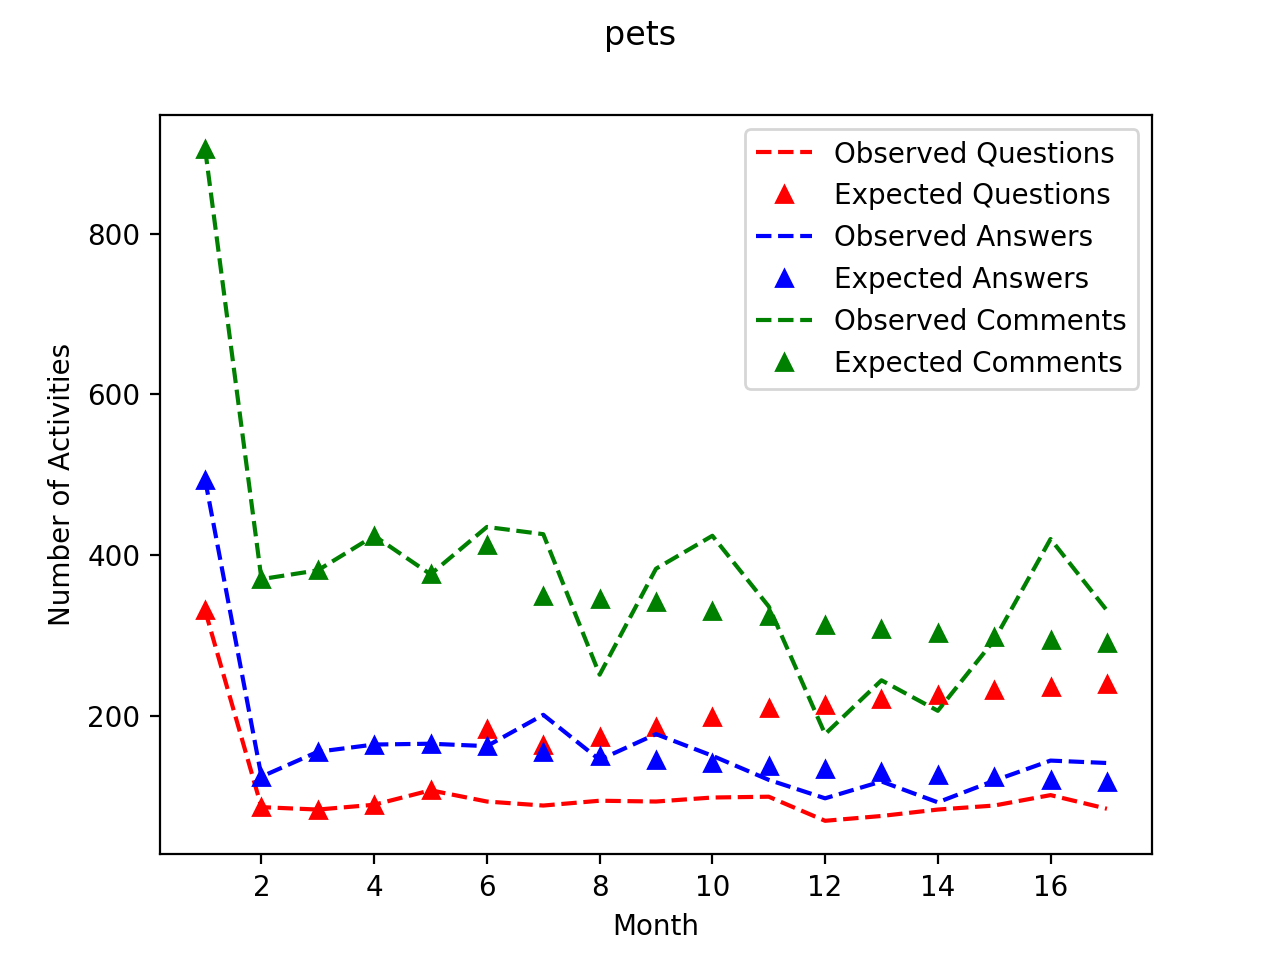 pets
Observed Questions
Expected Questions
Observed Answers
Expected Answers
Observed Comments
Expected Comments
800
600
400
200
Number of Activities
2 4 6 8 10 12 14 16
Month